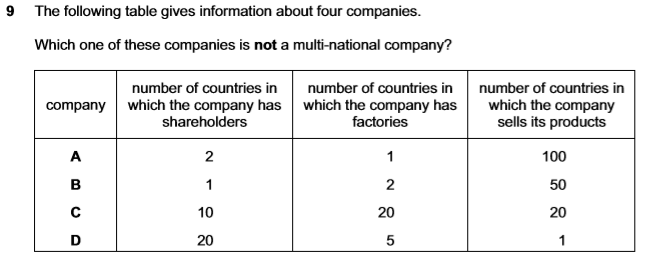 9 The following table gives information about four companies.
Which one of these companies is not a multi-national company?
company
number of countries in
which the company has
shareholders
number of countries in
which the company has
factories
number of countries in
which the company
sells its products
A 2 1 100
B 1 2 50
C 10 20 20
D 20 5 1